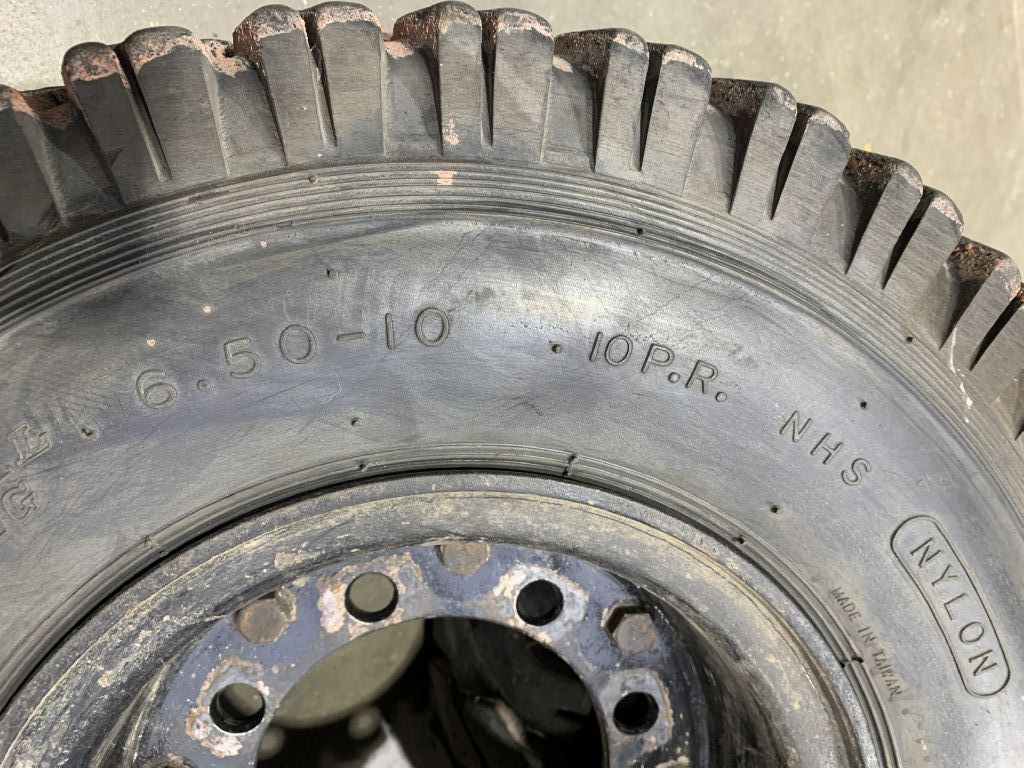 6.50-10
10P.R.
NHS
NYLON
MADE IN TAIWAN